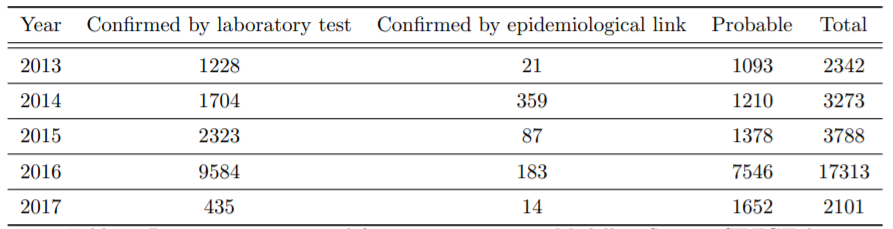 Year Confirmed by laboratory test Confirmed by epidemiological link Probable Total
2013 1228 21 1093 2342
2014 1704 359 1210 3273
2015 2323 87 1378 3788
2016 9584 183 7546 17313
2017 435 14 1652 2101